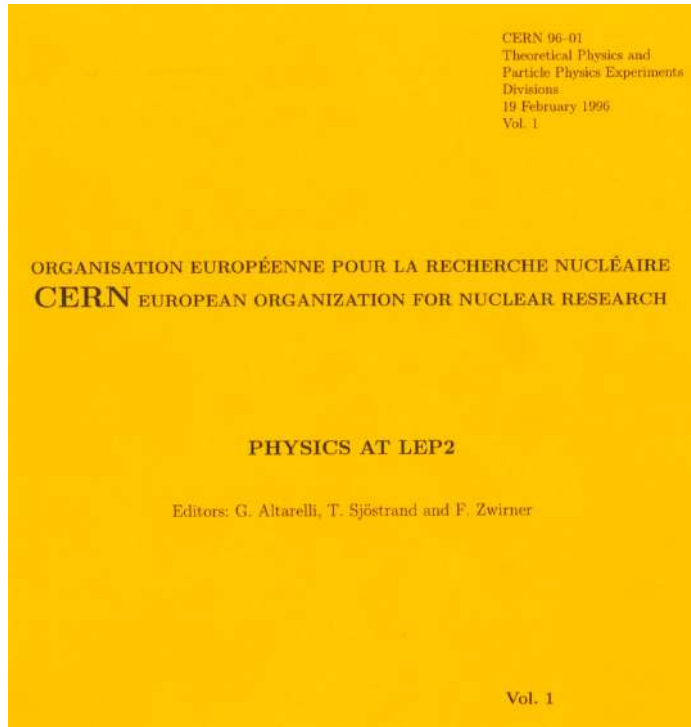 CERN 96–01
Theoretical Physics and
Particle Physics Experiments
Divisions
19 February 1996
Vol. 1
ORGANISATION EUROPÉENNE POUR LA RECHERCHE NUCLÉAIRE
CERN EUROPEAN ORGANIZATION FOR NUCLEAR RESEARCH
PHYSICS AT LEP2
Editors: G. Altarelli, T. Sjöstrand and F. Zwirner
Vol. 1